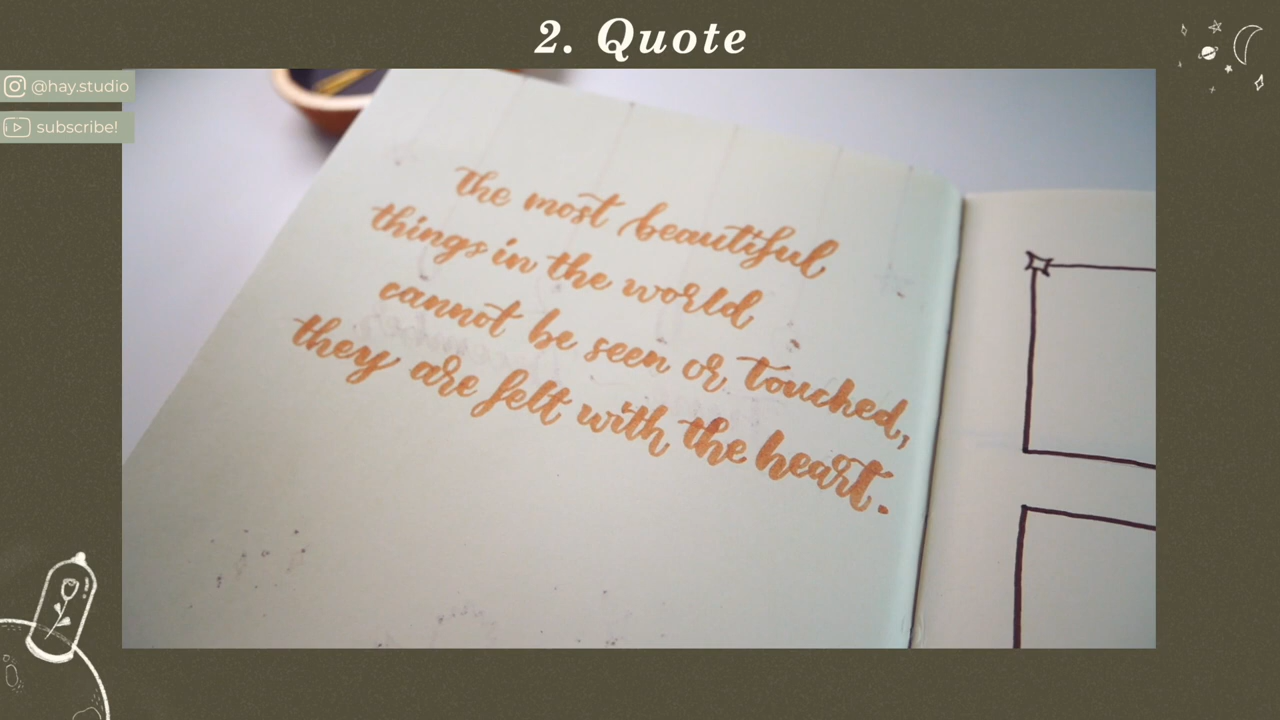 2. Quote
@hay.studio
subscribe!
the most beautiful
things in the world
cannot be seen or touched,
they are felt with the heart.